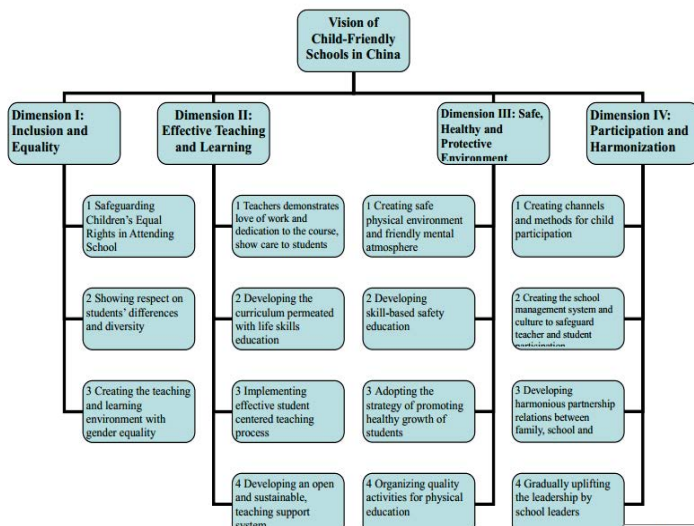 Vision of
Child-Friendly
Schools in China
Dimension I:
Inclusion and
Equality
Dimension II:
Effective Teaching
and Learning
Dimension III: Safe,
Healthy and
Protective
Environment
Dimension IV:
Participation and
Harmonization
1 Safeguarding
Children's Equal
Rights in Attending
School
2 Showing respect on
students' differences
and diversity
3 Creating the teaching
and learning
environment with
gender equality
1 Teachers demonstrates
love of work and
dedication to the course,
show care to students
2 Developing the
curriculum permeated
with life skills
education
3 Implementing
effective student
centered teaching
process
4 Developing an open
and sustainable,
teaching support
system
1 Creating safe
physical environment
and friendly mental
atmosphere
2 Developing
skill-based safety
education
3 Adopting the
strategy of promoting
healthy growth of
students
4 Organizing quality
activities for physical
education
1 Creating channels
and methods for child
participation
2 Creating the school
management system and
culture to safeguard
teacher and student
participation
3 Developing
harmonious partnership
relations between
family, school and
4 Gradually uplifting
the leadership by
school leaders